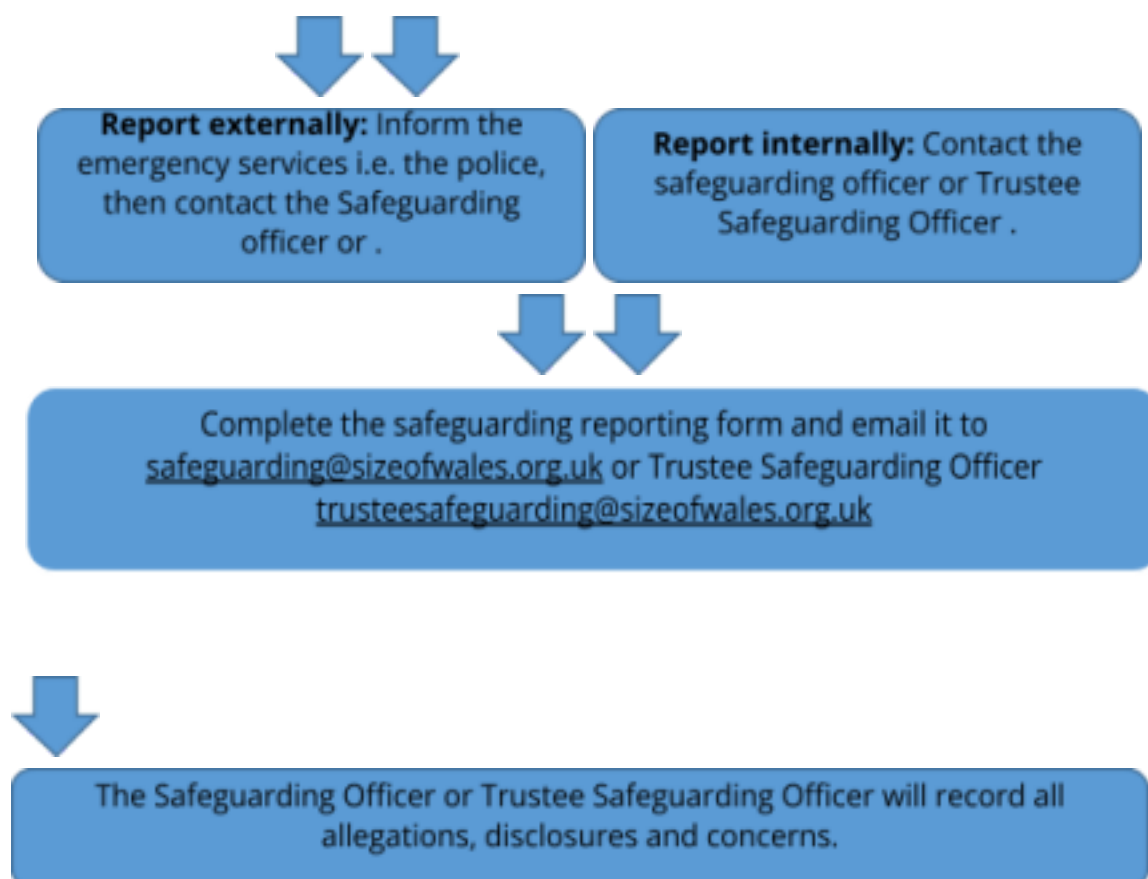 Report externally: Inform the
emergency services i.e. the police,
then contact the Safeguarding
officer or .
Report internally: Contact the
safeguarding officer or Trustee
Safeguarding Officer .
Complete the safeguarding reporting form and email it to
safeguarding@sizeofwales.org.uk or Trustee Safeguarding Officer
trusteesafeguarding@sizeofwales.org.uk
The Safeguarding Officer or Trustee Safeguarding Officer will record all
allegations, disclosures and concerns.